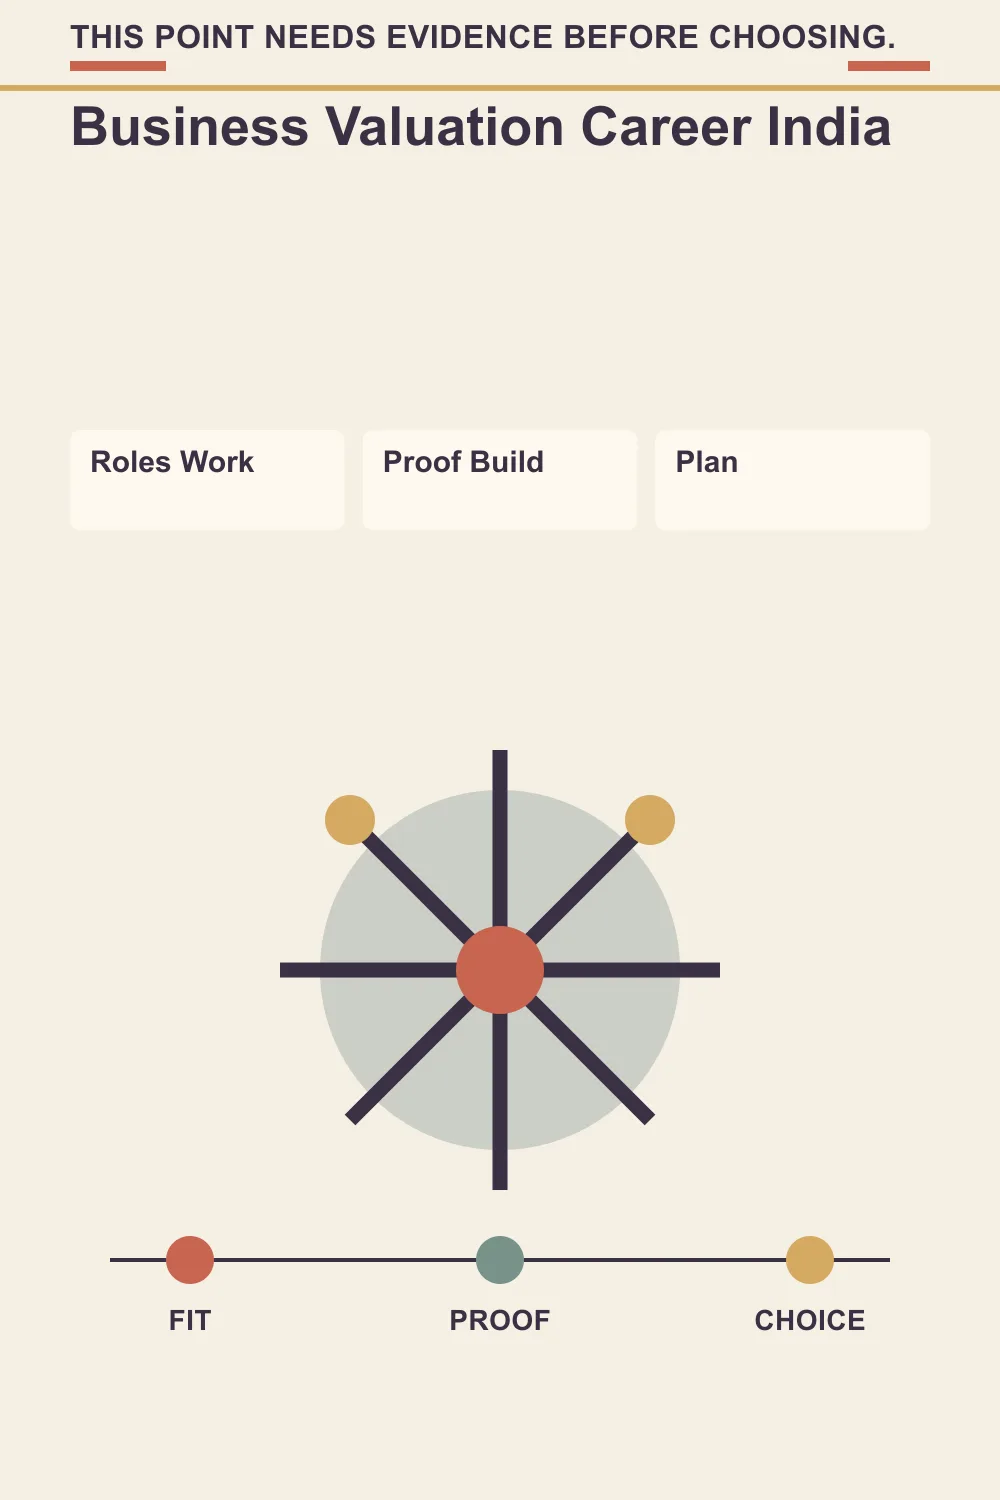 THIS POINT NEEDS EVIDENCE BEFORE CHOOSING.
Business Valuation Career India
Roles Work
Proof Build
Plan
FIT
PROOF
CHOICE